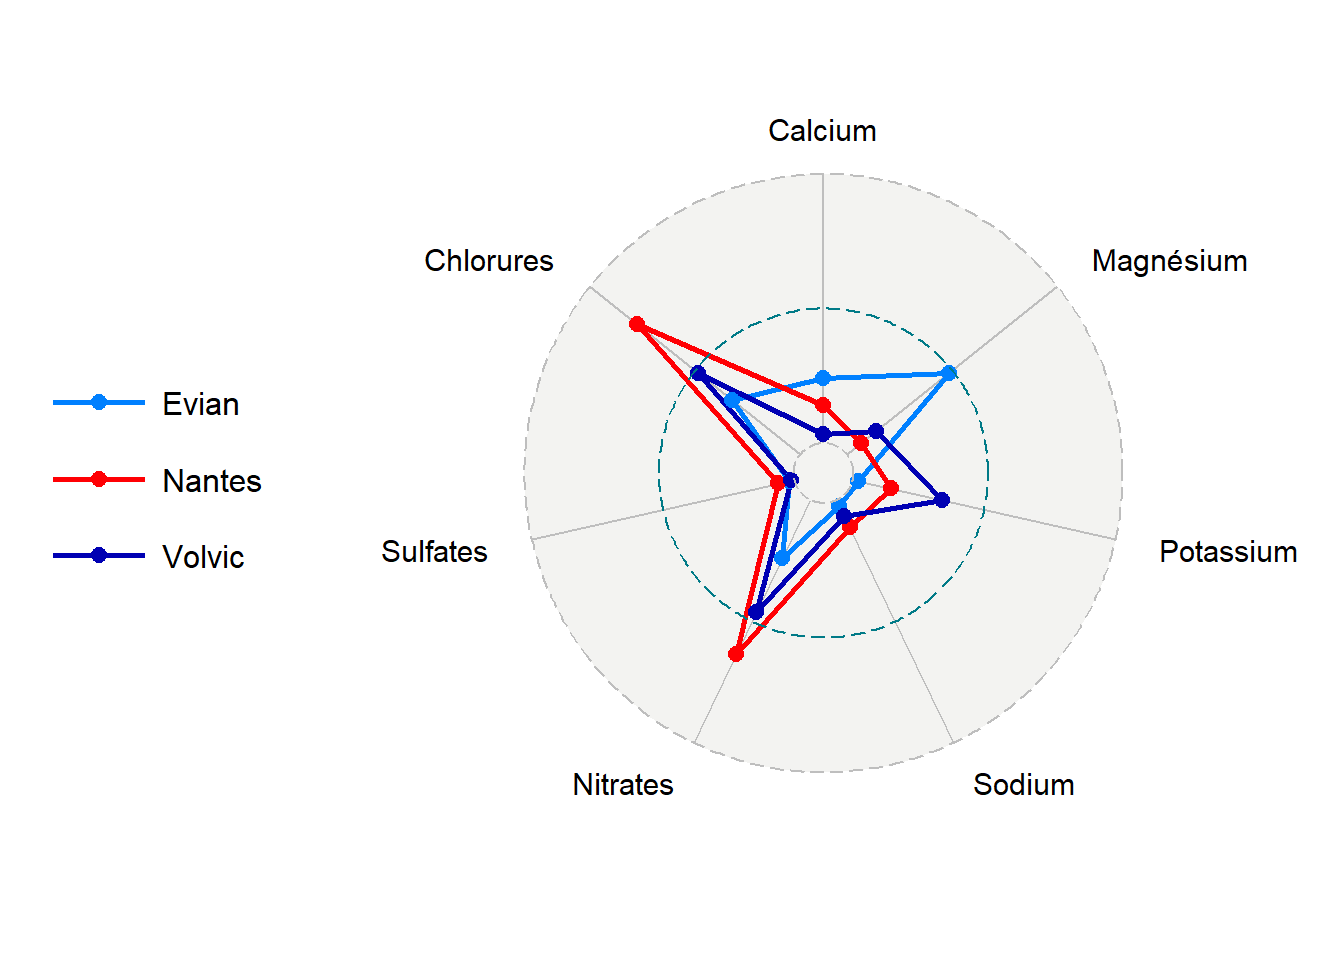 Calcium
Chlorures
Magnésium
Evian
Nantes
Volvic
Sulfates
Potassium
Nitrates
Sodium